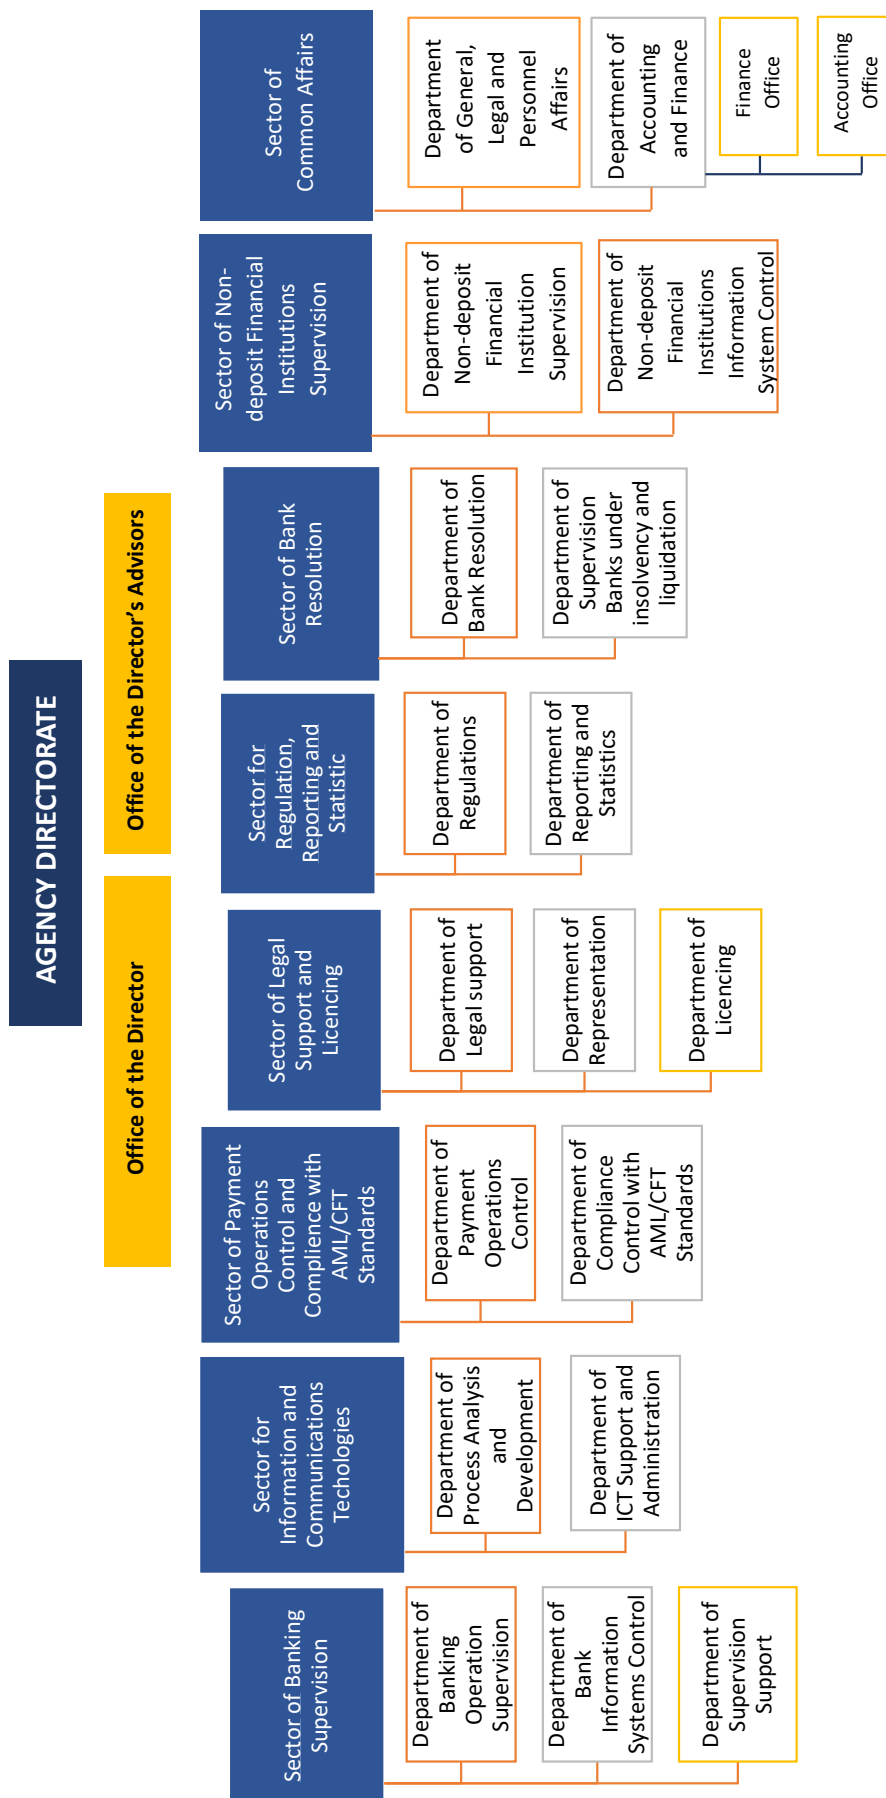 AGENCY DIRECTORATE
Office of the Director
Office of the Director's Advisors
Sector of Banking
Supervision
Department of
Banking
Operation
Supervision
Department of
Bank
Information
Systems Control
Department of
Supervision
Support
Sector for
Information and
Communications
Techologies
Department of
Process Analysis
and
Development
Department of
ICT Support and
Administration
Sector of Payment
Operations
Control and
Complience with
AML/CFT
Standards
Department of
Payment
Operations
Control
Department of
Compliance
Control with
AML/CFT
Standards
Sector of Legal
Support and
Licencing
Department of
Legal support
Department of
Representation
Department of
Licencing
Sector for
Regulation,
Reporting and
Statistic
Department of
Regulations
Department of
Reporting and
Statistics
Sector of Bank
Resolution
Department of
Bank Resolution
Department of
Supervision
Banks under
insolvency and
liquidation
Sector of Non-
deposit Financial
Institutions
Supervision
Department of
Non-deposit
Financial
Institution
Supervision
Department of
Non-deposit
Financial
Institutions
Information
System Control
Sector of
Common Affairs
Department
of General,
Legal and
Personnel
Affairs
Department of
Accounting
and Finance
Finance
Office
Accounting
Office